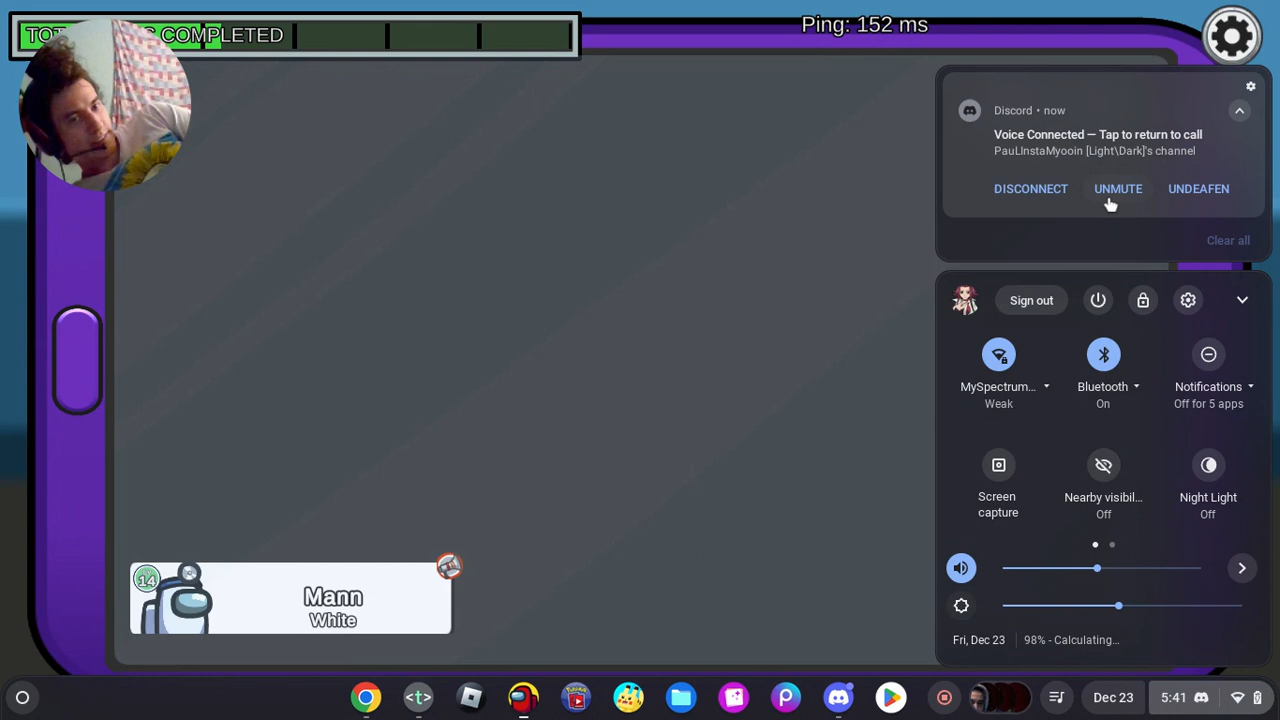 COMPLETED
Ping: 152 ms
Discord • now
Voice Connected — Tap to return to call
PauLInstaMyooin [Light\Dark]'s channel
DISCONNECT UNMUTE UNDEAFEN
Clear all
Sign out
MySpectrum... Bluetooth Notifications
Weak On Off for 5 apps
Screen capture
Nearby visibil...
Off
Night Light
Off
14
Mann
White
Fri, Dec 23 98% - Calculating...
<t>
Dec 23 5:41